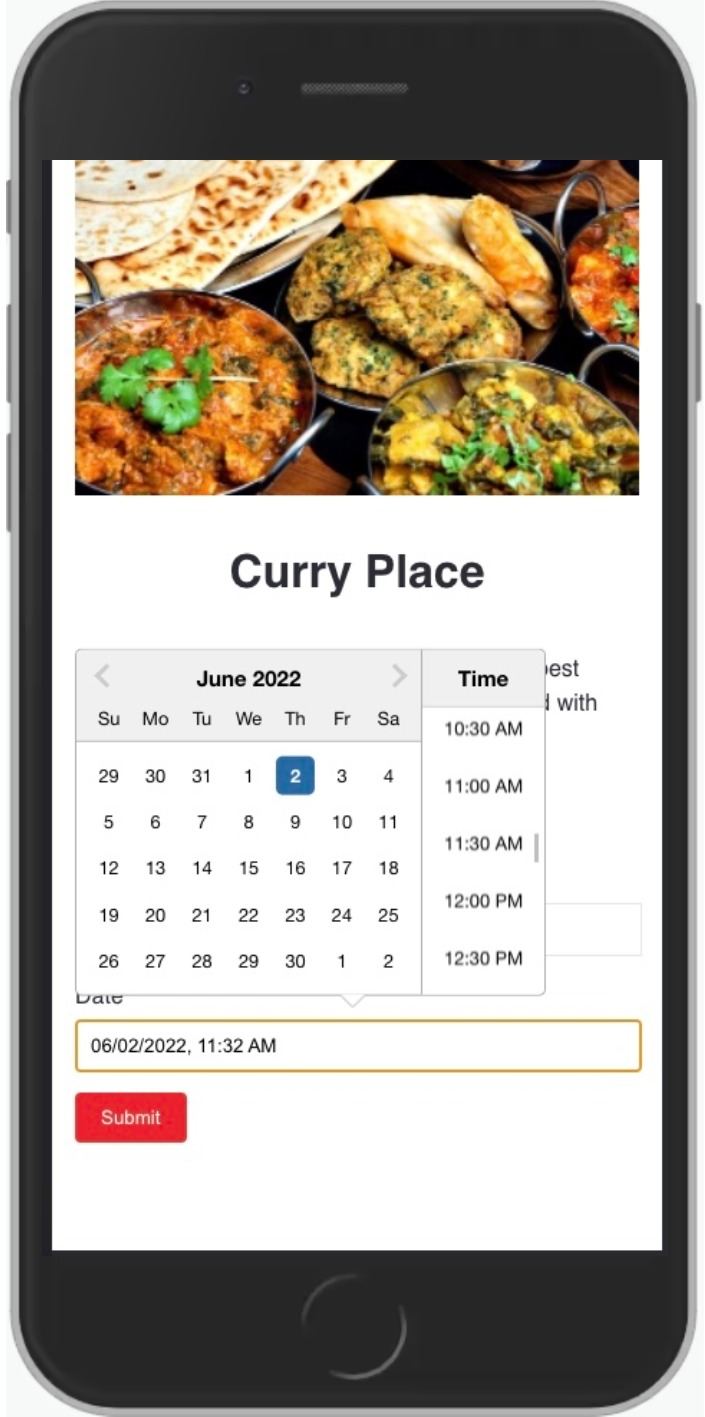 Curry Place
best
with
June 2022
Time
Su Mo Tu We Th Fr Sa
29 30 31 1 2 3 4
5 6 7 8 9 10 11
12 13 14 15 16 17 18
19 20 21 22 23 24 25
26 27 28 29 30 1 2
10:30 AM
11:00 AM
11:30 AM
12:00 PM
12:30 PM
Date
06/02/2022, 11:32 AM
Submit